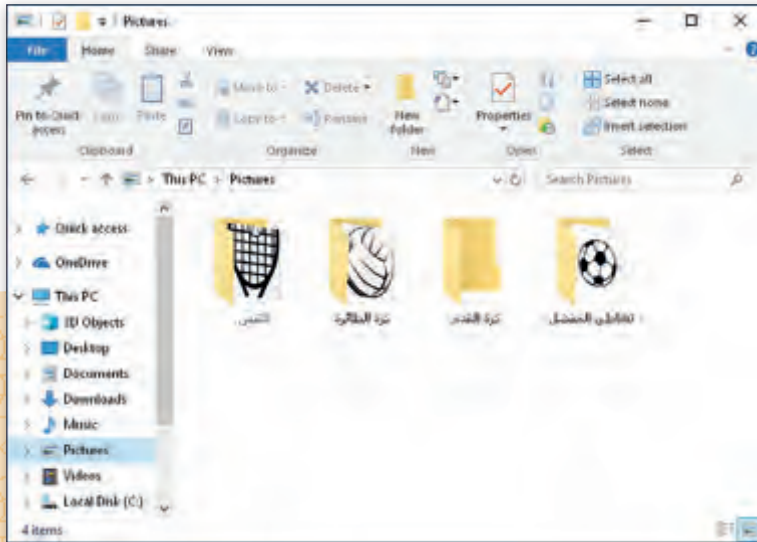 Pictures
File Home Share View
Pin to Quick access
Copy
Paste
Move to
Copy to
Delete
Rename
New folder
Properties
Select all
Select none
Invert selection
Clipboard Organize New Open Select
This PC > Pictures
Search Pictures
Quick access
OneDrive
This PC
3D Objects
Desktop
Documents
Downloads
Music
Pictures
Videos
Local Disk (C:)
التنس
كرة الطائرة
كرة القدم
نشاطي المفضل
4 items